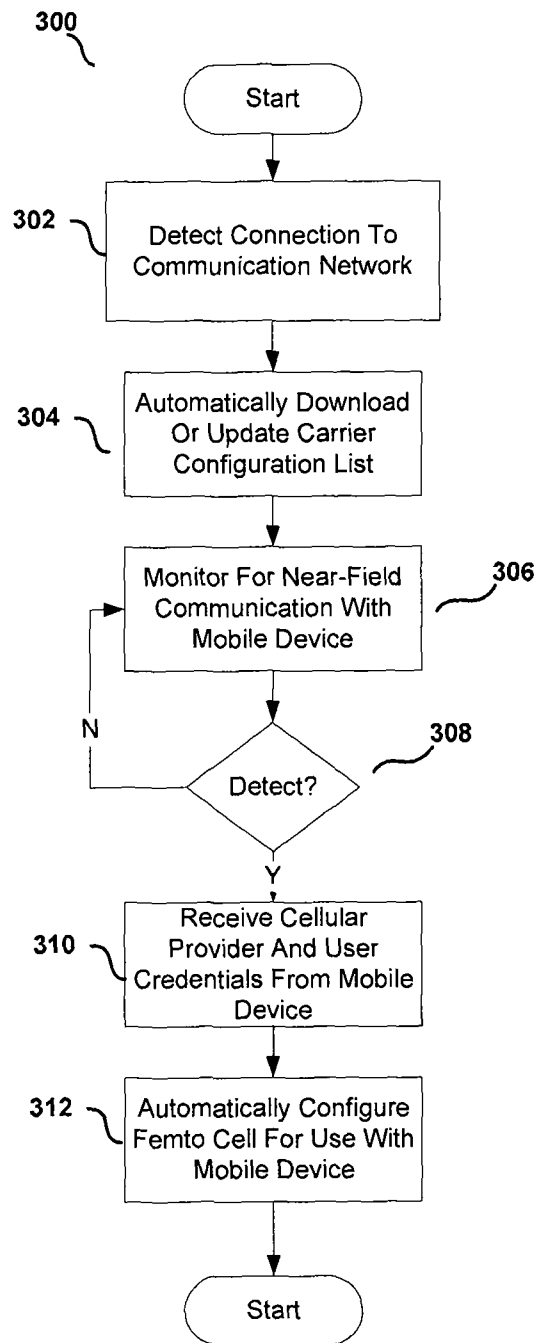 300
Start
302
Detect Connection To
Communication Network
304
Automatically Download
Or Update Carrier
Configuration List
306
Monitor For Near-Field
Communication With
Mobile Device
N
308
Detect?
Y
310
Receive Cellular
Provider And User
Credentials From Mobile
Device
312
Automatically Configure
Femto Cell For Use With
Mobile Device
Start